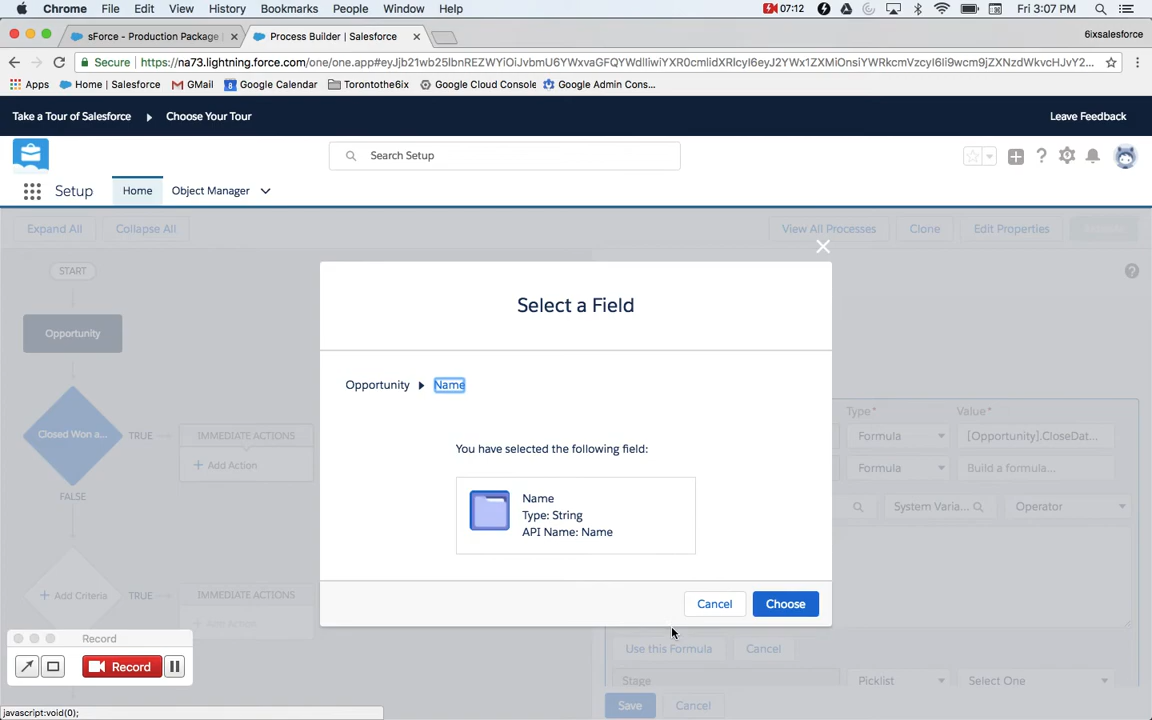 Chrome File Edit View History Bookmarks People Window Help 07:12 Fri 3:07 PM
sForce - Production Package
Process Builder | Salesforce
6ixsalesforce
Secure https://na73.lightning.force.com/one/one.app#
Apps Home | Salesforce GMail 8 Google Calendar Torontothe6ix Google Cloud Console Google Admin Cons...
Take a Tour of Salesforce Choose Your Tour Leave Feedback
Search Setup
Setup Home Object Manager
Expand All Collapse All View All Processes Clone Edit Properties
START
Opportunity
Closed Won a...
TRUE
IMMEDIATE ACTIONS
+ Add Action
FALSE
+ Add Criteria
TRUE
IMMEDIATE ACTIONS
Select a Field
Opportunity Name
You have selected the following field:
Name
Type: String
API Name: Name
Cancel Choose
Type* Value*
Formula [Opportunity].CloseDat...
Formula Build a formula...
System Varia... Operator
Use this Formula Cancel
Stage Picklist Select One
Save Cancel
Record
Record
javascript:void(0);